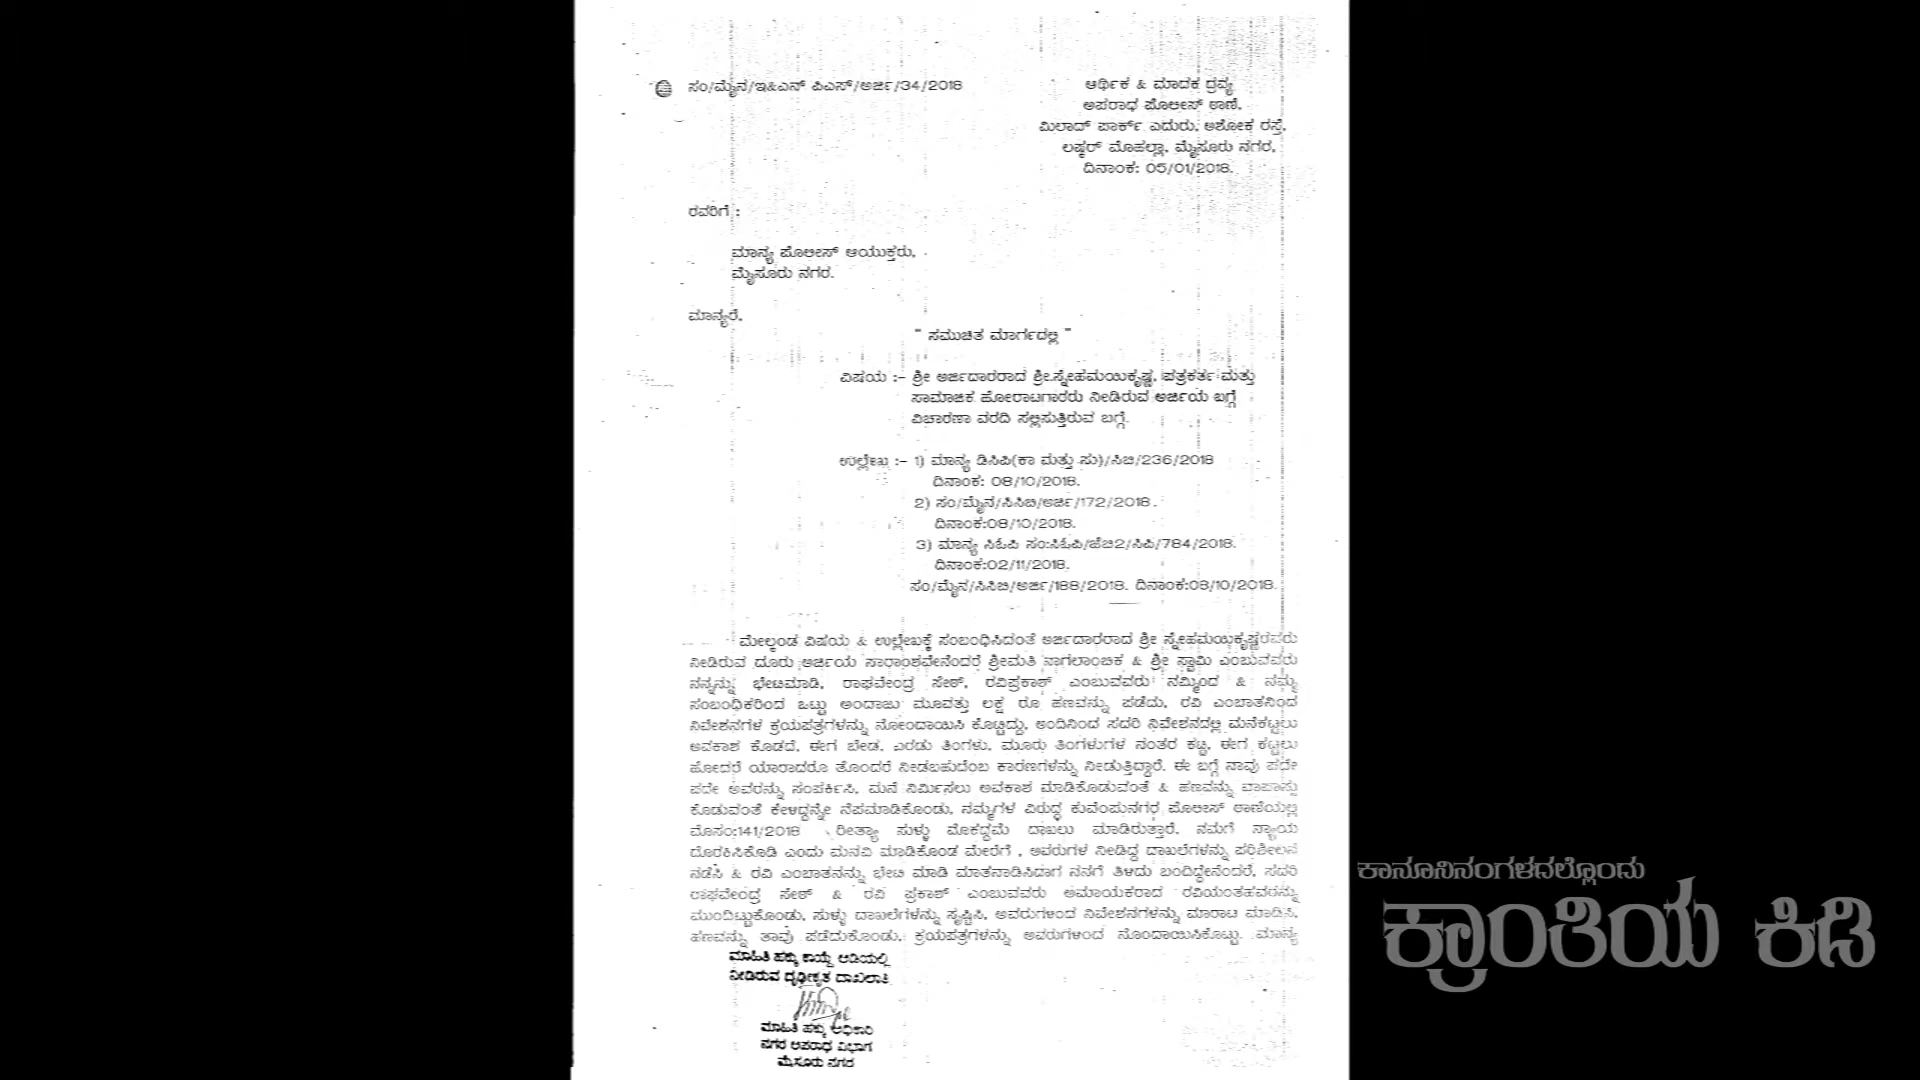 ಸಂ/ಮೈನ/ಇ&ಎನ್ ಪಿಎಸ್/ಅರ್ಜಿ/34/2018
ಆರ್ಥಿಕ & ಮಾದಕ ದ್ರವ್ಯ
ಅಪರಾಧ ಪೊಲೀಸ್ ಠಾಣೆ,
ಮಿಲಾದ್ ಪಾರ್ಕ್ ಎದುರು, ಅಶೋಕ ರಸ್ತೆ,
ಲಷ್ಕರ್ ಮೊಹಲ್ಲಾ, ಮೈಸೂರು ನಗರ,
ದಿನಾಂಕ: 05/01/2018.
ರವರಿಗೆ :
ಮಾನ್ಯ ಪೊಲೀಸ್ ಆಯುಕ್ತರು,
ಮೈಸೂರು ನಗರ.
ಮಾನ್ಯರೆ,
" ಸಮುಚಿತ ಮಾರ್ಗದಲ್ಲಿ "
ವಿಷಯ :- ಶ್ರೀ ಅರ್ಜಿದಾರರಾದ ಶ್ರೀ.ಸ್ನೇಹಮಯಿಕೃಷ್ಣ, ಪತ್ರಕರ್ತ ಮತ್ತು
ಸಾಮಾಜಿಕ ಹೋರಾಟಗಾರರು ನೀಡಿರುವ ಅರ್ಜಿಯ ಬಗ್ಗೆ
ವಿಚಾರಣಾ ವರದಿ ಸಲ್ಲಿಸುತ್ತಿರುವ ಬಗ್ಗೆ.
ಉಲ್ಲೇಖ :- 1) ಮಾನ್ಯ ಡಿಸಿಪಿ(ಕಾ ಮತ್ತು ಸು)/ಸಿಬಿ/236/2018
ದಿನಾಂಕ: 08/10/2018.
2) ಸಂ/ಮೈನ/ಸಿಸಿಬಿ/ಅರ್ಜಿ/172/2018.
ದಿನಾಂಕ:08/10/2018.
3) ಮಾನ್ಯ ಸಿಓಪಿ ಸಂ:ಸಿಓಪಿ/ಹೆಚ್2/ಸಿಪಿ/784/2018.
ದಿನಾಂಕ:02/11/2018.
ಸಂ/ಮೈನ/ಸಿಸಿಬಿ/ಅರ್ಜಿ/188/2018. ದಿನಾಂಕ:03/10/2018.
ಮೇಲ್ಕಂಡ ವಿಷಯ & ಉಲ್ಲೇಖಕ್ಕೆ ಸಂಬಂಧಿಸಿದಂತೆ ಅರ್ಜಿದಾರರಾದ ಶ್ರೀ ಸ್ನೇಹಮಯಿಕೃಷ್ಣರವರು
ನೀಡಿರುವ ದೂರು ಅರ್ಜಿಯ ಸಾರಾಂಶವೇನೆಂದರೆ ಶ್ರೀಮತಿ ನಾಗಲಾಂಬಿಕ & ಶ್ರೀ ಸ್ವಾಮಿ ಎಂಬುವವರು
ನನ್ನನ್ನು ಭೇಟಿಮಾಡಿ, ರಾಘವೇಂದ್ರ ಸೇಠ್, ರವಿಪ್ರಕಾಶ್ ಎಂಬುವವರು ನಮ್ಮಿಂದ & ನಮ್ಮ
ಸಂಬಂಧಿಕರಿಂದ ಒಟ್ಟು ಅಂದಾಜು ಮೂವತ್ತು ಲಕ್ಷ ರೂ ಹಣವನ್ನು ಪಡೆದು, ರವಿ ಎಂಬಾತನಿಂದ
ನಿವೇಶನಗಳ ಕ್ರಯಪತ್ರಗಳನ್ನು ನೋಂದಾಯಿಸಿ ಕೊಟ್ಟಿದ್ದು, ಅಂದಿನಿಂದ ಸದರಿ ನಿವೇಶನದಲ್ಲಿ ಮನೆಕಟ್ಟಲು
ಅವಕಾಶ ಕೊಡದೆ, ಈಗ ಬೇಡ, ಎರಡು ತಿಂಗಳು, ಮೂರು ತಿಂಗಳುಗಳ ನಂತರ ಕಟ್ಟಿ, ಈಗ ಕಟ್ಟಲು
ಹೋದರೆ ಯಾರಾದರೂ ತೊಂದರೆ ನೀಡಬಹುದೆಂಬ ಕಾರಣಗಳನ್ನು ನೀಡುತ್ತಿದ್ದಾರೆ. ಈ ಬಗ್ಗೆ ನಾವು ಪದೇ
ಪದೇ ಅವರನ್ನು ಸಂಪರ್ಕಿಸಿ, ಮನೆ ನಿರ್ಮಿಸಲು ಅವಕಾಶ ಮಾಡಿಕೊಡುವಂತೆ & ಹಣವನ್ನು ವಾಪಾಸ್ಸು
ಕೊಡುವಂತೆ ಕೇಳಿದ್ದನ್ನೇ ನೆಪಮಾಡಿಕೊಂಡು, ನಮ್ಮಗಳ ವಿರುದ್ಧ ಕುವೆಂಪುನಗರ ಪೊಲೀಸ್ ಠಾಣೆಯಲ್ಲಿ
ಮೊಸಂ:141/2018 ರೀತ್ಯಾ ಸುಳ್ಳು ಮೊಕದ್ದಮೆ ದಾಖಲು ಮಾಡಿರುತ್ತಾರೆ, ನಮಗೆ ನ್ಯಾಯ
ದೊರಕಿಸಿಕೊಡಿ ಎಂದು ಮನವಿ ಮಾಡಿಕೊಂಡ ಮೇರೆಗೆ , ಅವರುಗಳ ನೀಡಿದ್ದ ದಾಖಲೆಗಳನ್ನು ಪರಿಶೀಲನೆ
ನಡೆಸಿ & ರವಿ ಎಂಬಾತನನ್ನು ಭೇಟಿ ಮಾಡಿ ಮಾತನಾಡಿಸಿದಾಗ ನನಗೆ ತಿಳಿದು ಬಂದಿದ್ದೇನೆಂದರೆ, ಸದರಿ
ರಾಘವೇಂದ್ರ ಸೇಠ್ & ರವಿ ಪ್ರಕಾಶ್ ಎಂಬುವವರು ಅಮಾಯಕರಾದ ರವಿಯಂತಹವರನ್ನು
ಮುಂದಿಟ್ಟುಕೊಂಡು, ಸುಳ್ಳು ದಾಖಲೆಗಳನ್ನು ಸೃಷ್ಟಿಸಿ, ಅವರುಗಳಿಂದ ನಿವೇಶನಗಳನ್ನು ಮಾರಾಟ ಮಾಡಿಸಿ,
ಹಣವನ್ನು ತಾವು ಪಡೆದುಕೊಂಡು, ಕ್ರಯಪತ್ರಗಳನ್ನು ಅವರುಗಳಿಂದ ನೊಂದಾಯಿಸಿಕೊಟ್ಟು. ಮಾನ್ಯ
ಮಾಹಿತಿ ಹಕ್ಕು ಕಾಯ್ದೆ ಅಡಿಯಲ್ಲಿ
ನೀಡಿರುವ ದೃಢೀಕೃತ ದಾಖಲಾತಿ
ಮಾಹಿತಿ ಹಕ್ಕು ಅಧಿಕಾರಿ
ನಗರ ಅಪರಾಧ ವಿಭಾಗ
ಮೈಸೂರು ನಗರ
ಕಾನೂನಿನಂಗಳದಲ್ಲೊಂದು
ಕ್ರಾಂತಿಯ ಕಿಡಿ